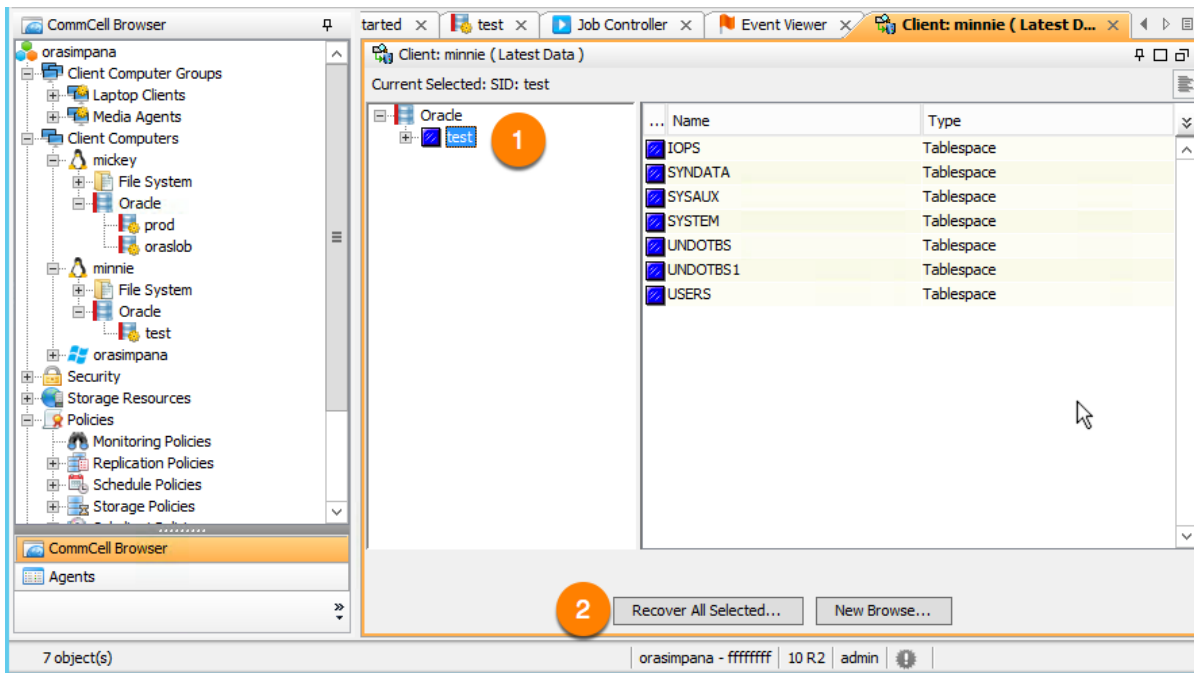 CommCell Browser
tarted
test
Job Controller
Event Viewer
Client: minnie ( Latest D...
orasimpana
Client Computer Groups
Laptop Clients
Media Agents
Client Computers
mickey
File System
Oracle
prod
oraslob
minnie
File System
Oracle
test
orasimpana
Security
Storage Resources
Policies
Monitoring Policies
Replication Policies
Schedule Policies
Storage Policies
CommCell Browser
Agents
Client: minnie ( Latest Data )
Current Selected: SID: test
Oracle
test
1
... Name Type
IOPS Tablespace
SYNDATA Tablespace
SYSAUX Tablespace
SYSTEM Tablespace
UNDOTBS Tablespace
UNDOTBS1 Tablespace
USERS Tablespace
2
Recover All Selected...
New Browse...
7 object(s)
orasimpana - ffffffff
10 R2
admin